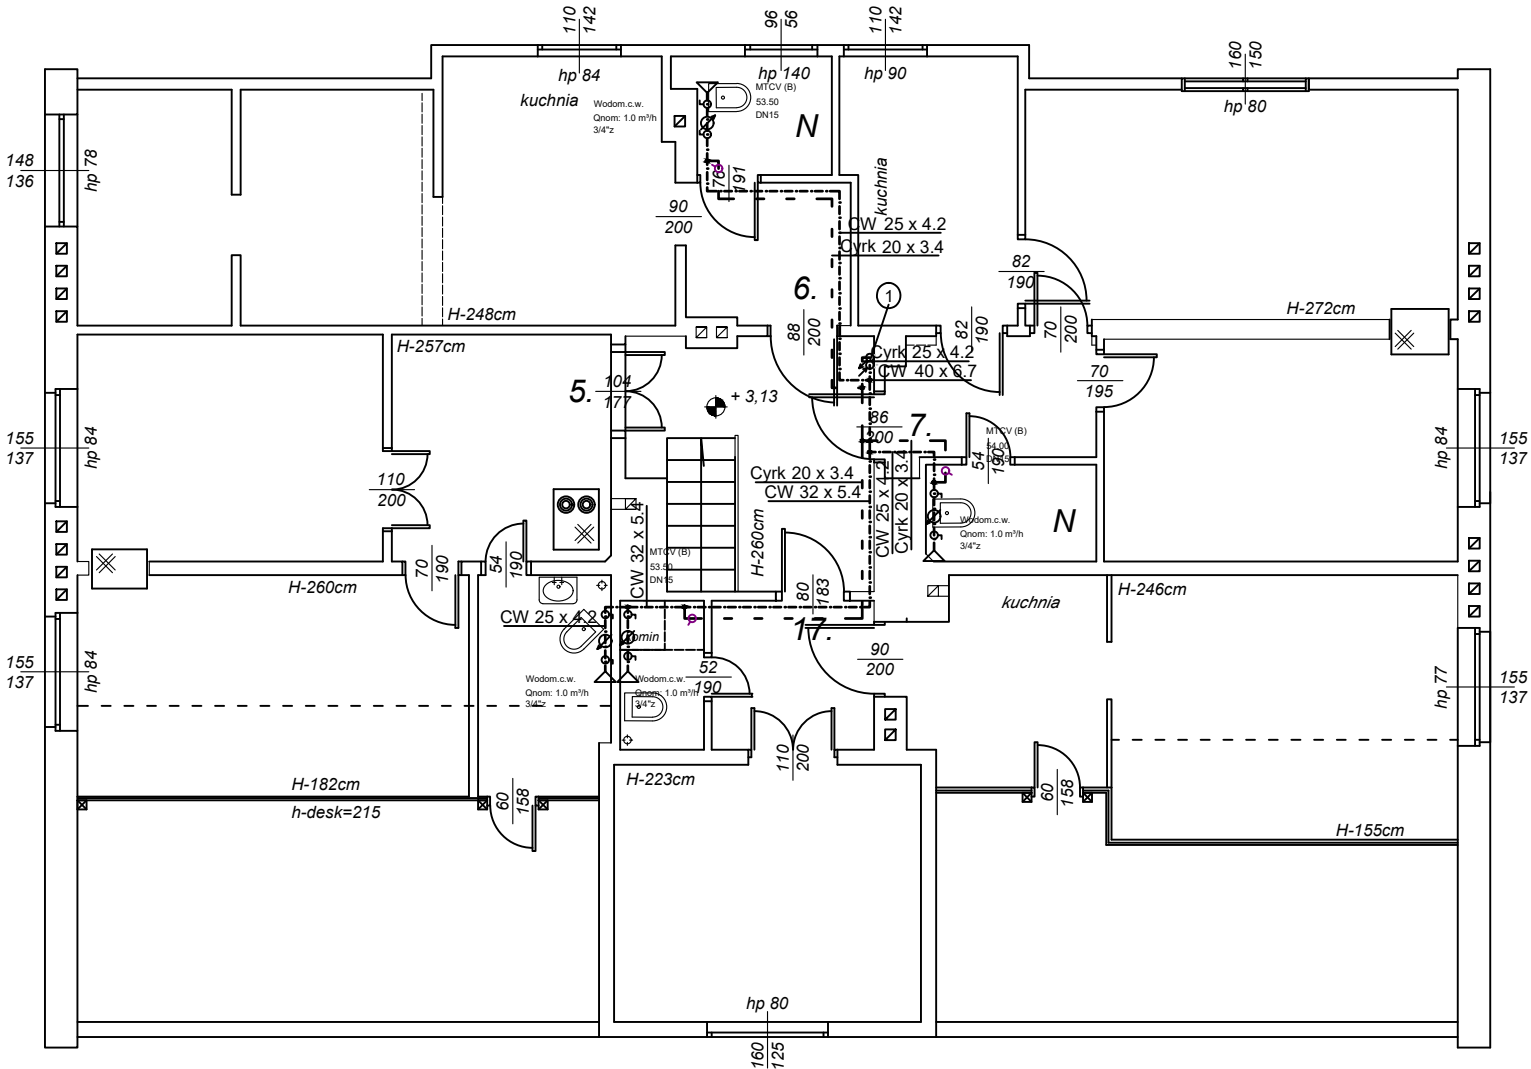 110
142
96
56
110
142
160
150
hp 84
hp 140
hp 90
hp 80
kuchnia
Wodom.c.w.
Qnom: 1.0 m³/h
3/4"z
MTCV (B)
53.50
DN15
N
148
136
hp 78
76
191
kuchnia
90
200
CW 25 x 4.2
Cyrk 20 x 3.4
82
190
6.
1
H-248cm
H-272cm
H-257cm
88
200
82
190
70
200
Cyrk 25 x 4.2
CW 40 x 6.7
70
195
5.
104
177
+ 3,13
86
200
7.
MTCV (B)
54.00
DN15
155
137
hp 84
hp 84
155
137
54
190
110
200
Cyrk 20 x 3.4
CW 32 x 5.4
CW 25 x 4.2
Cyrk 20 x 3.4
Wodom.c.w.
Qnom: 1.0 m³/h
3/4"z
N
CW 32 x 5.4
H-260cm
MTCV (B)
53.50
DN15
70
190
54
190
H-260cm
80
183
kuchnia
H-246cm
CW 25 x 4.2
komin
17.
155
137
hp 84
52
190
90
200
hp 77
155
137
Wodom.c.w.
Qnom: 1.0 m³/h
3/4"z
Wodom.c.w.
Qnom: 1.0 m³/h
3/4"z
110
200
H-223cm
H-182cm
60
158
60
158
h-desk=215
H-155cm
hp 80
160
125